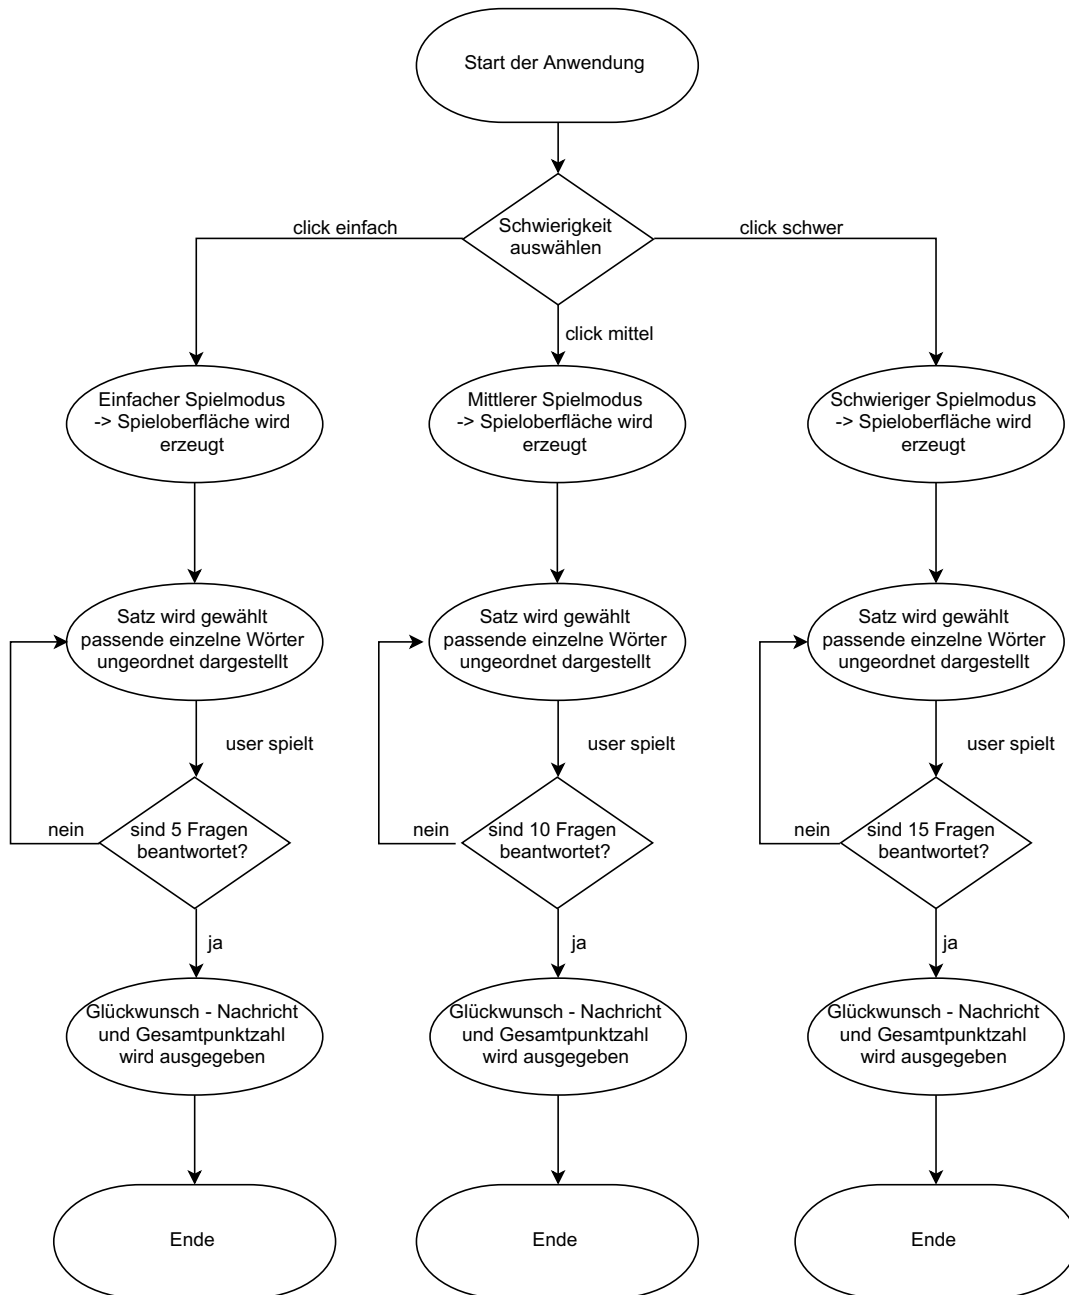 Start der Anwendung
Schwierigkeit
auswählen
click einfach
click schwer
click mittel
Einfacher Spielmodus
-> Spieloberfläche wird
erzeugt
Mittlerer Spielmodus
-> Spieloberfläche wird
erzeugt
Schwieriger Spielmodus
-> Spieloberfläche wird
erzeugt
Satz wird gewählt
passende einzelne Wörter
ungeordnet dargestellt
Satz wird gewählt
passende einzelne Wörter
ungeordnet dargestellt
Satz wird gewählt
passende einzelne Wörter
ungeordnet dargestellt
user spielt
user spielt
user spielt
nein
sind 5 Fragen
beantwortet?
nein
sind 10 Fragen
beantwortet?
nein
sind 15 Fragen
beantwortet?
ja
ja
ja
Glückwunsch - Nachricht
und Gesamtpunktzahl
wird ausgegeben
Glückwunsch - Nachricht
und Gesamtpunktzahl
wird ausgegeben
Glückwunsch - Nachricht
und Gesamtpunktzahl
wird ausgegeben
Ende
Ende
Ende